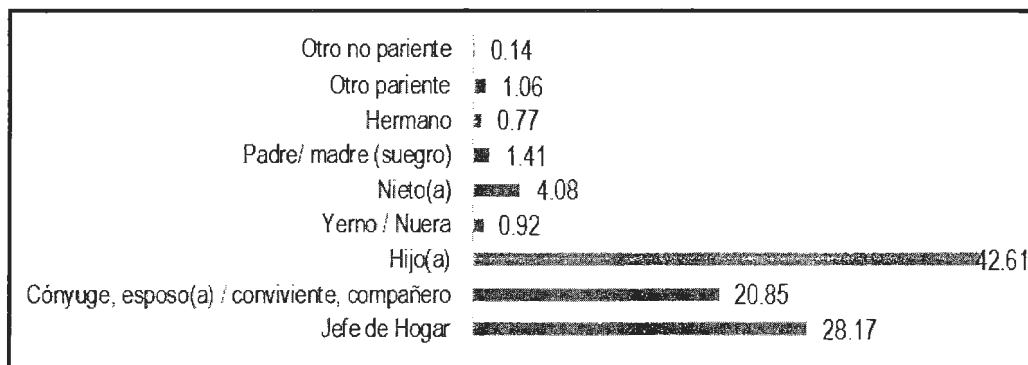 Otro no pariente 0.14
Otro pariente 1.06
Hermano 0.77
Padre/ madre (suegro) 1.41
Nieto(a) 4.08
Yerno / Nuera 0.92
Hijo(a) 42.61
Cónyuge, esposo(a) / conviviente, compañero 20.85
Jefe de Hogar 28.17